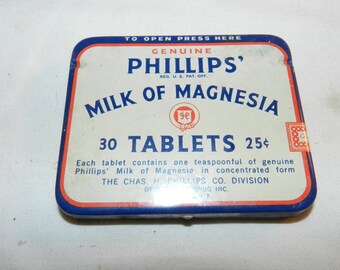 TO OPEN PRESS HERE
GENUINE
PHILLIPS'
REG. U.S. PAT. OFF.
MILK OF MAGNESIA
30 TABLETS 25¢
Each tablet contains one teaspoonful of genuine
Phillips' Milk of Magnesia in concentrated form
THE CHAS. H. PHILLIPS CO. DIVISION
INC.